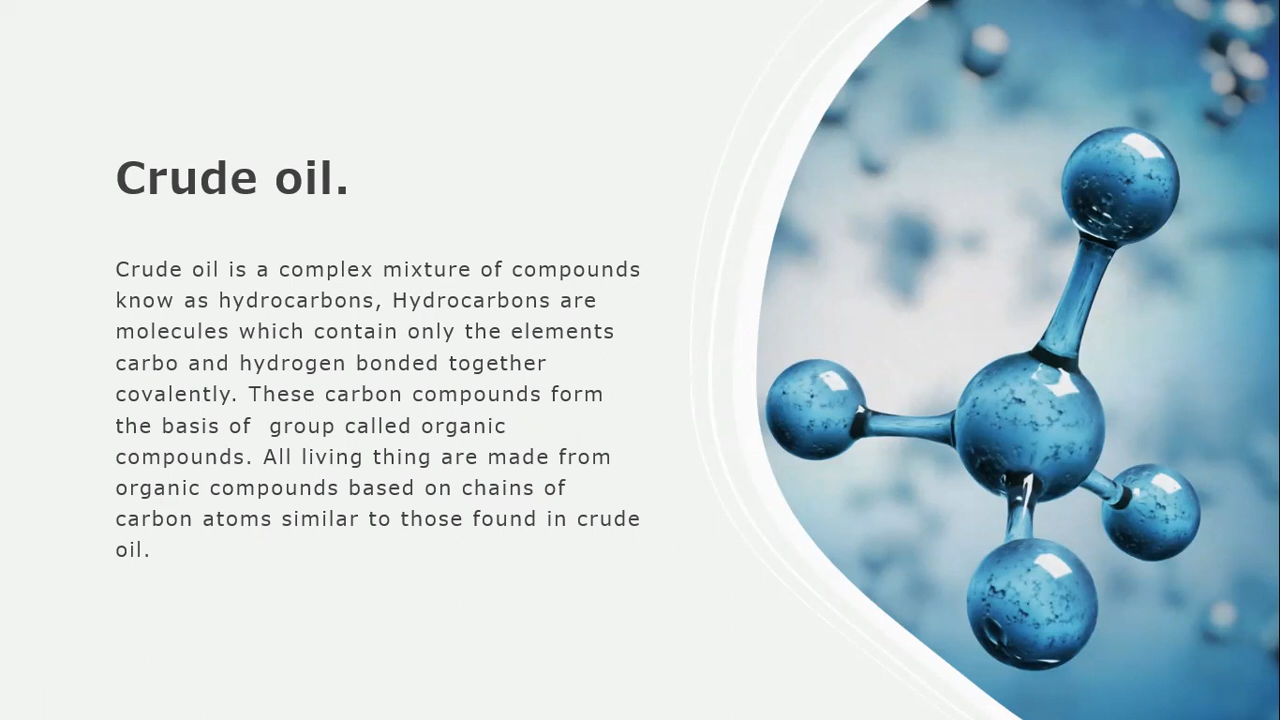 Crude oil.
Crude oil is a complex mixture of compounds
know as hydrocarbons, Hydrocarbons are
molecules which contain only the elements
carbo and hydrogen bonded together
covalently. These carbon compounds form
the basis of  group called organic
compounds. All living thing are made from
organic compounds based on chains of
carbon atoms similar to those found in crude
oil.